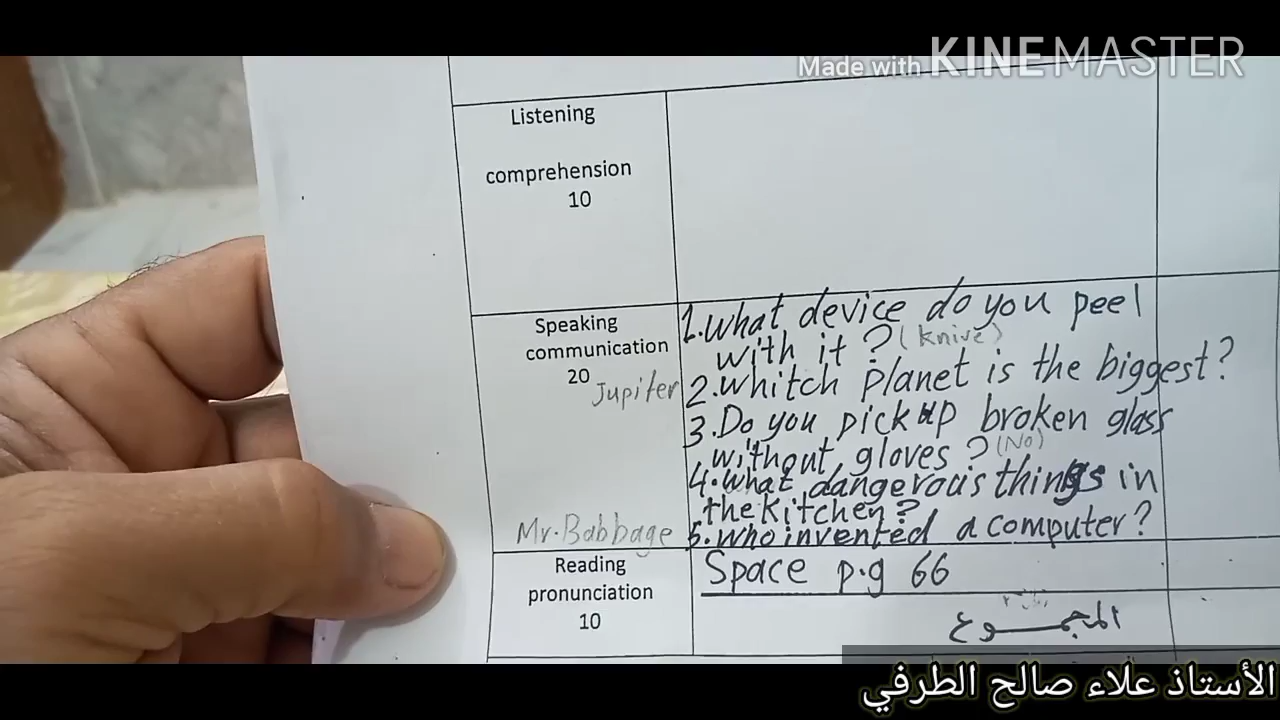 Made with KINEMASTER
Listening
comprehension
10
Speaking
communication
20
Jupiter
Mr. Babbage
1. What device do you peel
with it? (Knive)
2. Whitch planet is the biggest?
3. Do you pick up broken glass
without gloves? (No)
4. What dangerous things in
the kitchen?
5. who invented a computer?
Reading
pronunciation
10
Space p.g 66
المجموع
الأستاذ علاء صالح الطرفي